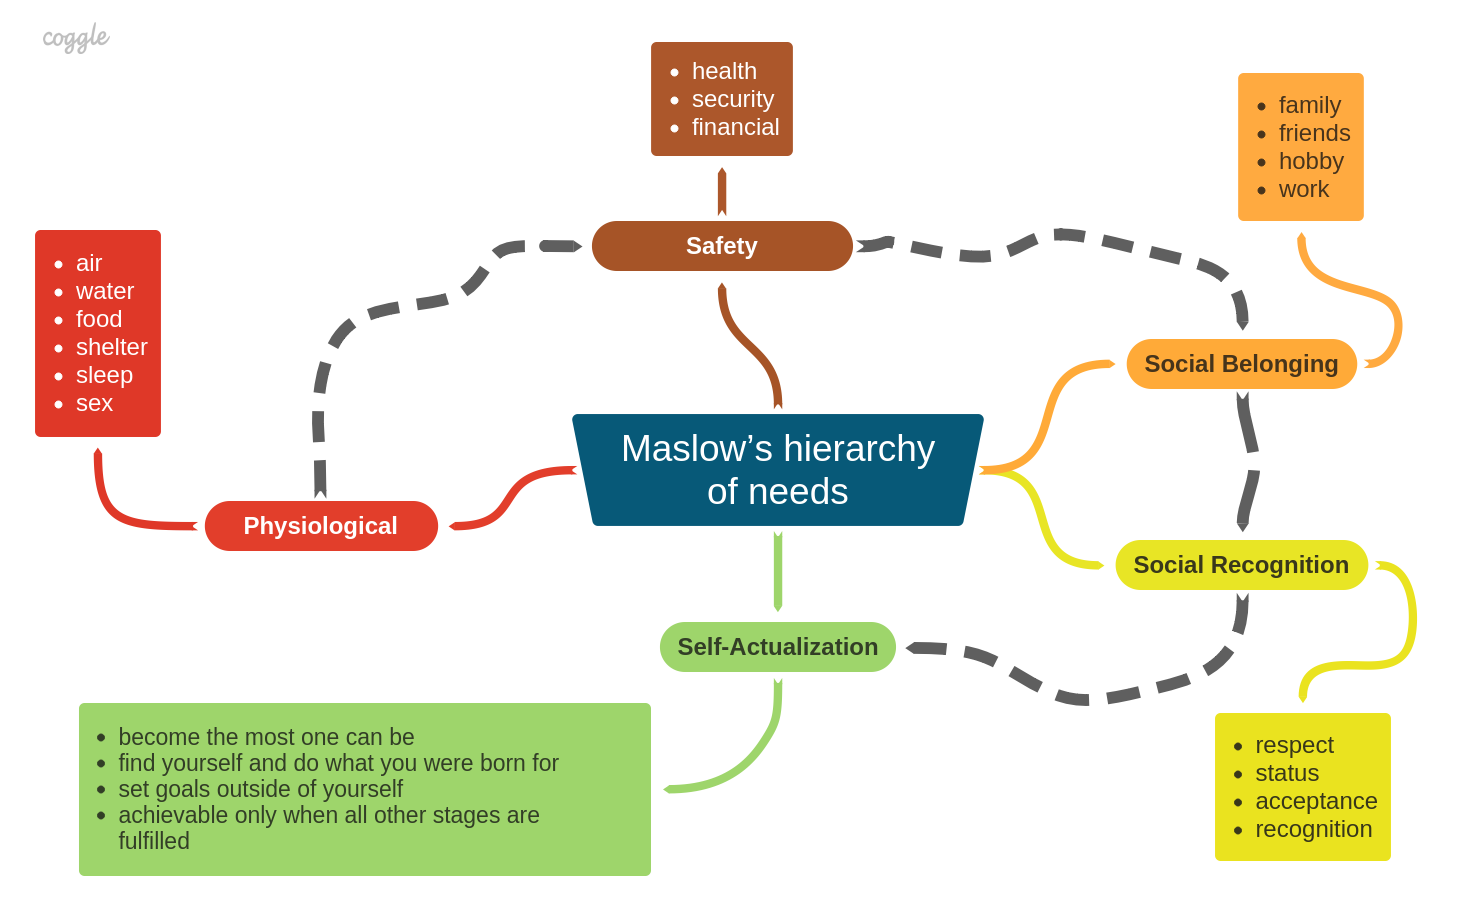 coggle
health
security
financial
family
friends
hobby
work
Safety
air
water
food
shelter
sleep
sex
Social Belonging
Maslow’s hierarchy
of needs
Physiological
Social Recognition
Self-Actualization
become the most one can be
find yourself and do what you were born for
set goals outside of yourself
achievable only when all other stages are
fulfilled
respect
status
acceptance
recognition